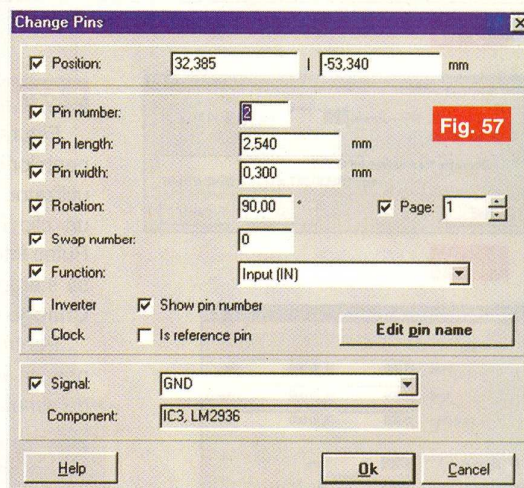 Change Pins
Position: 32,385 | -53,340 mm
Pin number: 2
Fig. 57
Pin length: 2,540 mm
Pin width: 0,300 mm
Rotation: 90,00 ° Page: 1
Swap number: 0
Function: Input (IN)
Inverter Show pin number
Clock Is reference pin Edit pin name
Signal: GND
Component: IC3, LM2936
Help Ok Cancel